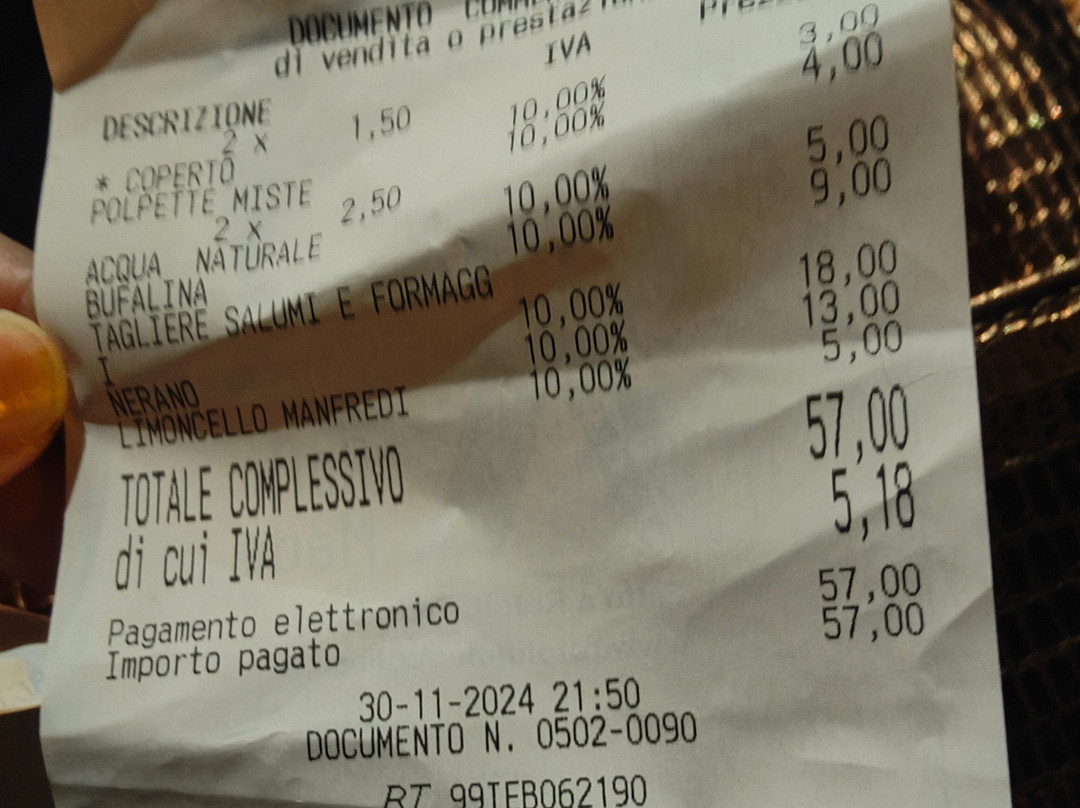 DOCUMENTO
di vendita o prestaz
DESCRIZIONE IVA
2 x 1,50
* COPERTO 10,00% 3,00
POLPETTE MISTE 10,00% 4,00
2 x 2,50
ACQUA NATURALE 10,00% 5,00
BUFALINA 10,00% 9,00
TAGLIERE SALUMI E FORMAGG
I 10,00% 18,00
NERANO 10,00% 13,00
LIMONCELLO MANFREDI 10,00% 5,00
TOTALE COMPLESSIVO 57,00
di cui IVA 5,18
Pagamento elettronico 57,00
Importo pagato 57,00
30-11-2024 21:50
DOCUMENTO N. 0502-0090
RT 99IEB062190